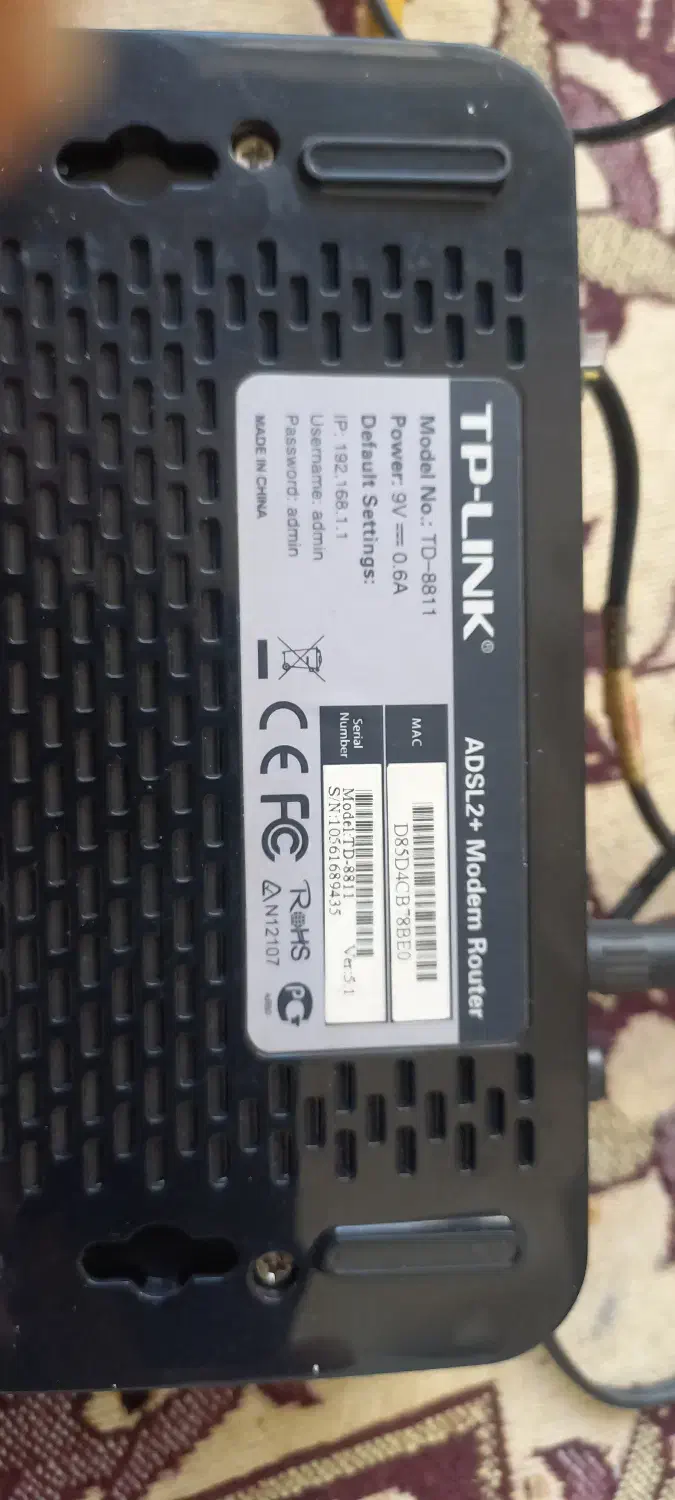 TP-LINK® ADSL2+ Modem Router
Model No.: TD-8811
Power: 9V ⎓ 0.6A
Default Settings:
IP: 192.168.1.1
Username: admin
Password: admin
MADE IN CHINA
MAC
D85D4CB78BE0
Serial
Number
Model:TD-8811 Ver:5.1
S/N:10561689435
CE FC RoHS
N12107